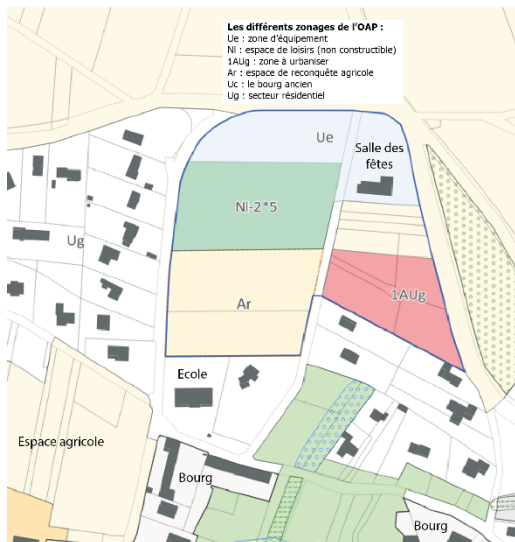 Les différents zonages de l'OAP :
Ue : zone d'équipement
Nl : espace de loisirs (non constructible)
1AUg : zone à urbaniser
Ar : espace de reconquête agricole
Uc : le bourg ancien
Ug : secteur résidentiel
Ue
Salle des
fêtes
Nl-2*5
Ug
1AUg
Ar
Ecole
Espace agricole
Bourg
Bourg